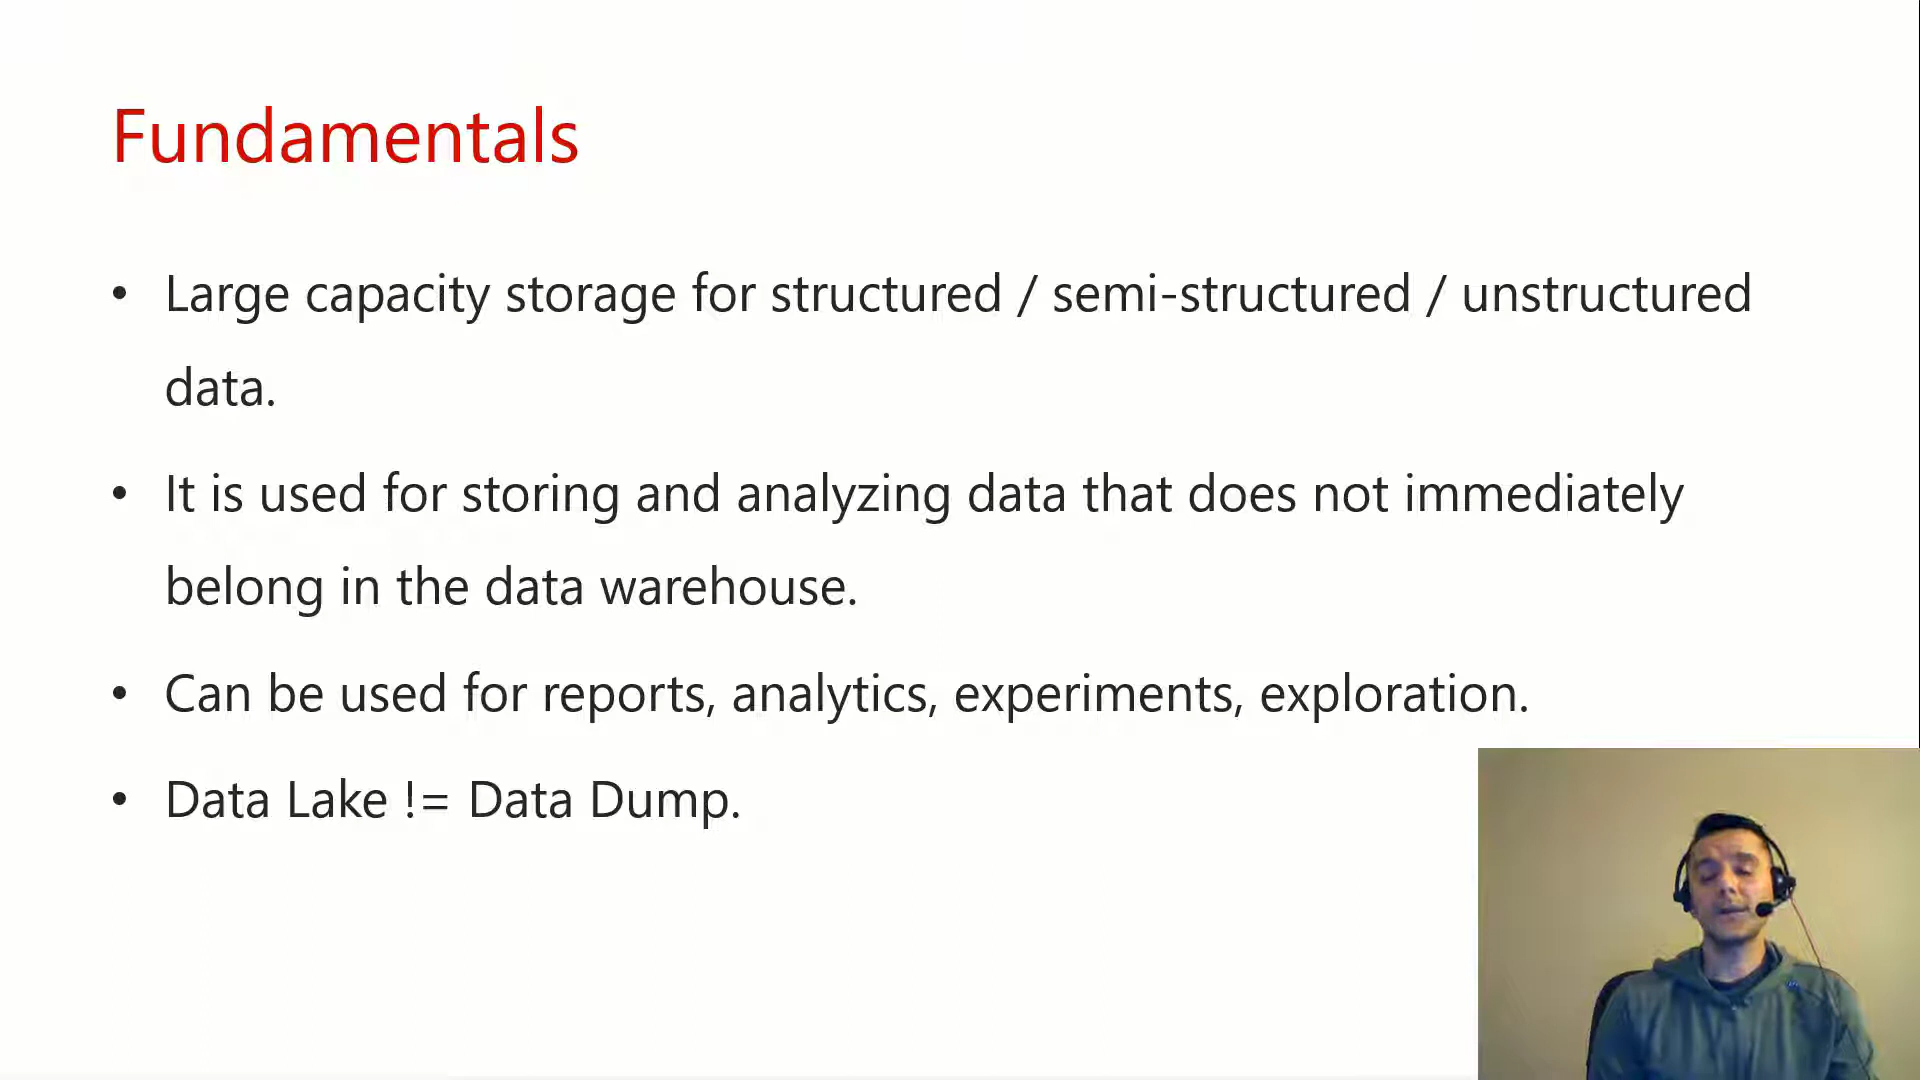 Fundamentals
• Large capacity storage for structured / semi-structured / unstructured
data.
• It is used for storing and analyzing data that does not immediately
belong in the data warehouse.
• Can be used for reports, analytics, experiments, exploration.
• Data Lake != Data Dump.